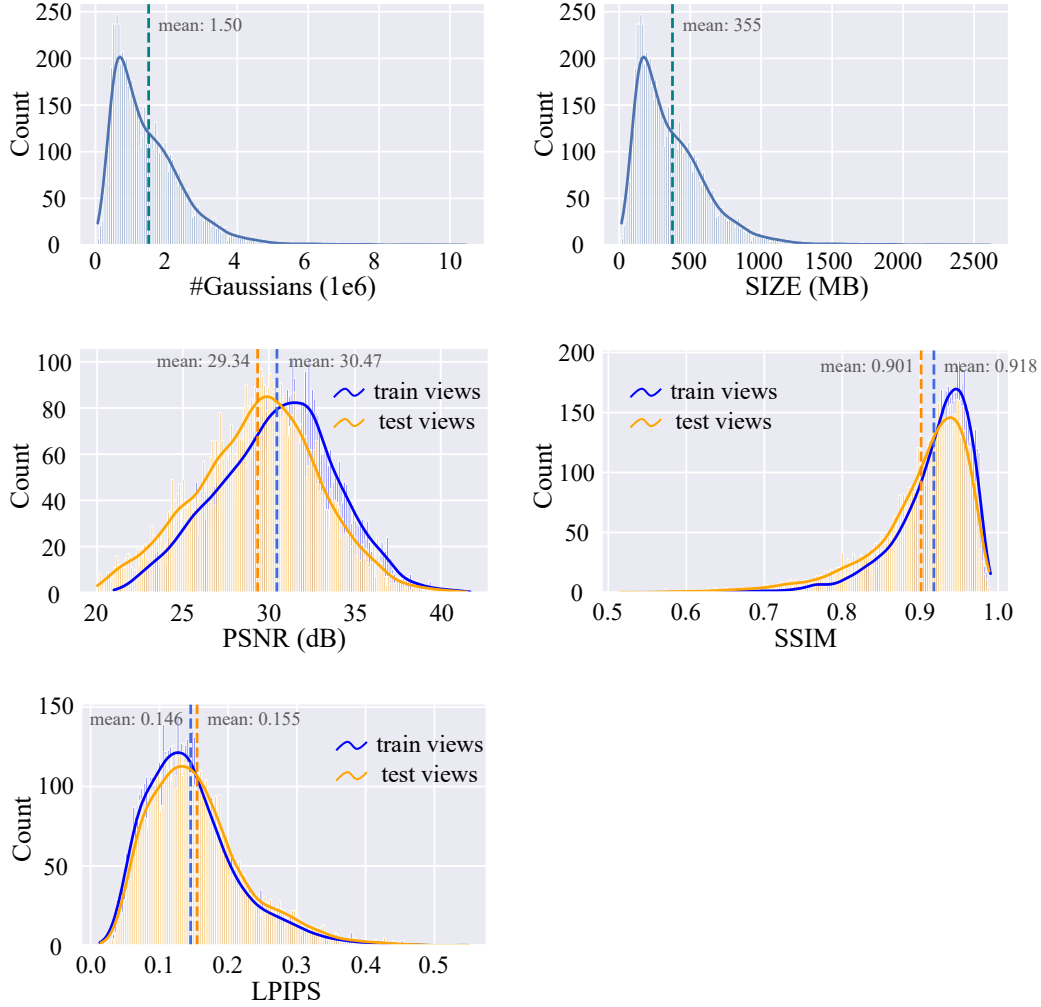 250
200
150
100
50
0
Count
mean: 1.50
0 2 4 6 8 10
#Gaussians (1e6)
250
200
150
100
50
0
Count
mean: 355
0 500 1000 1500 2000 2500
SIZE (MB)
100
80
60
40
20
0
Count
mean: 29.34 mean: 30.47
train views
test views
20 25 30 35 40
PSNR (dB)
200
150
100
50
0
Count
mean: 0.901 mean: 0.918
train views
test views
0.5 0.6 0.7 0.8 0.9 1.0
SSIM
150
100
50
0
Count
mean: 0.146 mean: 0.155
train views
test views
0.0 0.1 0.2 0.3 0.4 0.5
LPIPS